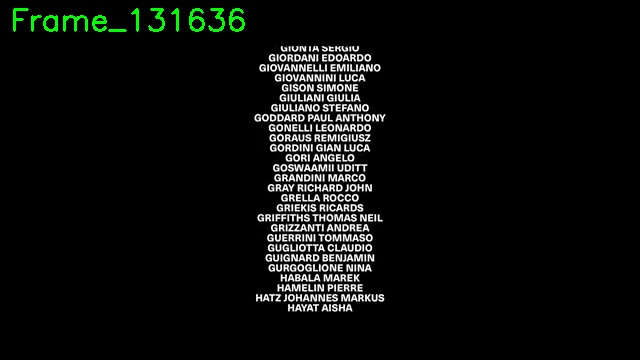 Frame_131636
GIONTA SERGIO
GIORDANI EDOARDO
GIOVANNELLI EMILIANO
GIOVANNINI LUCA
GISON SIMONE
GIULIANI GIULIA
GIULIANO STEFANO
GODDARD PAUL ANTHONY
GONELLI LEONARDO
GORAUS REMIGIUSZ
GORDINI GIAN LUCA
GORI ANGELO
GOSWAAMII UDITT
GRANDINI MARCO
GRAY RICHARD JOHN
GRELLA ROCCO
GRIEKIS RICARDS
GRIFFITHS THOMAS NEIL
GRIZZANTI ANDREA
GUERRINI TOMMASO
GUGLIOTTA CLAUDIO
GUIGNARD BENJAMIN
GURGOGLIONE NINA
HABALA MAREK
HAMELIN PIERRE
HATZ JOHANNES MARKUS
HAYAT AISHA